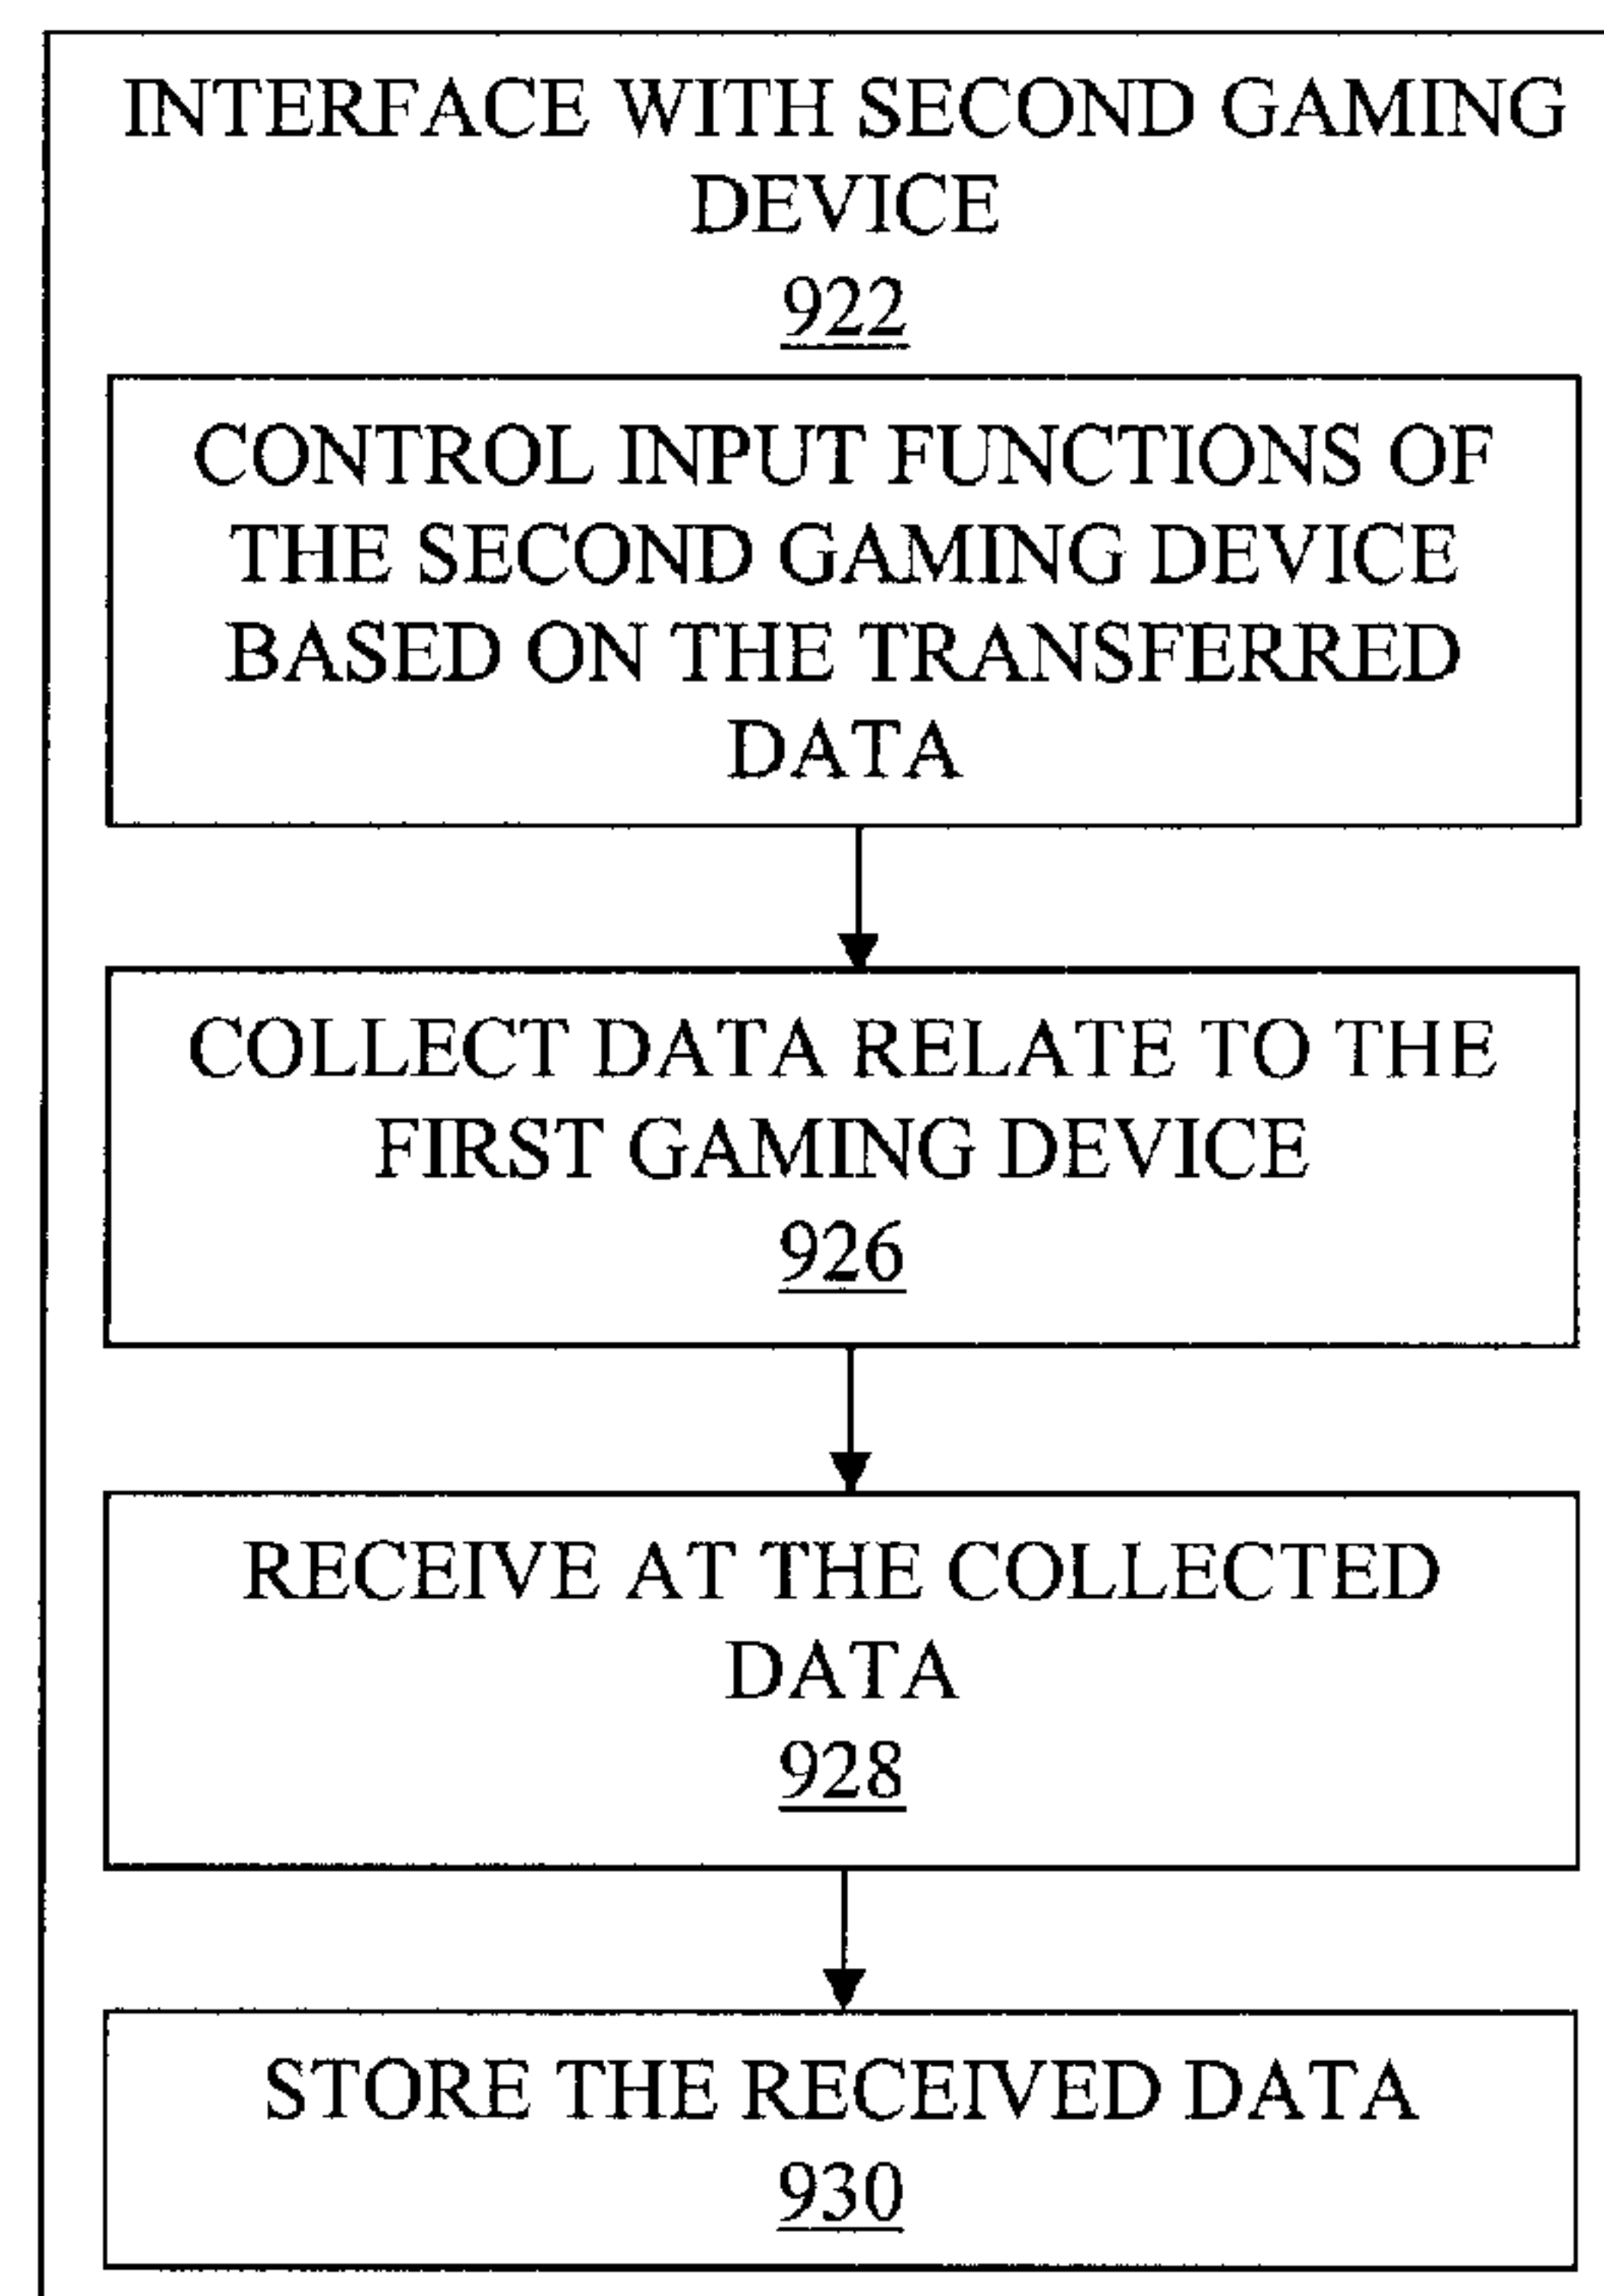 INTERFACE WITH SECOND GAMING
DEVICE
922
CONTROL INPUT FUNCTIONS OF
THE SECOND GAMING DEVICE
BASED ON THE TRANSFERRED
DATA
COLLECT DATA RELATE TO THE
FIRST GAMING DEVICE
926
RECEIVE AT THE COLLECTED
DATA
928
STORE THE RECEIVED DATA
930